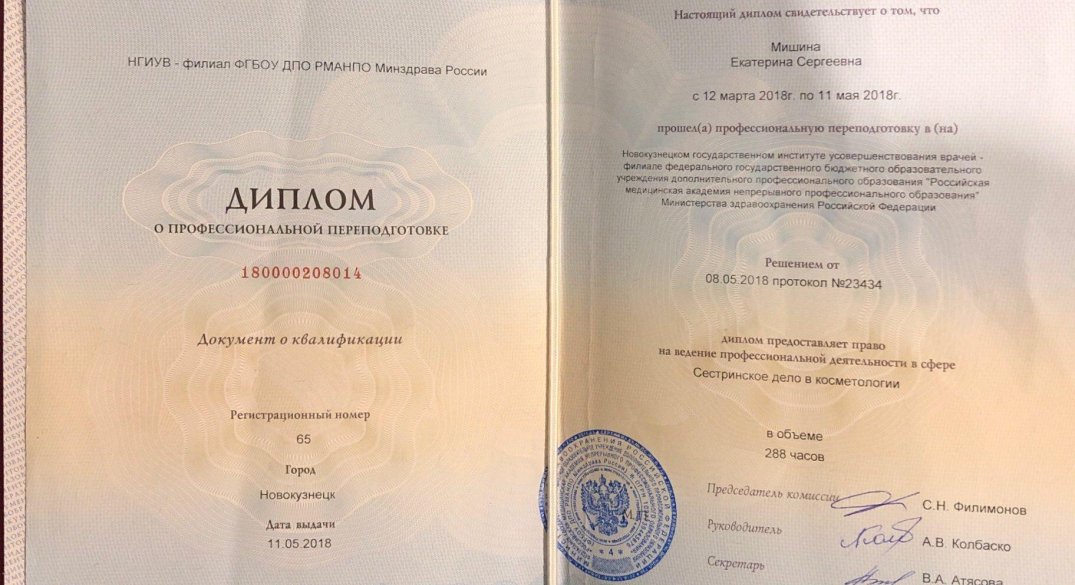 НГИУВ - филиал ФГБОУ ДПО РМАНПО Минздрава России
ДИПЛОМ
О ПРОФЕССИОНАЛЬНОЙ ПЕРЕПОДГОТОВКЕ
180000208014
Документ о квалификации
Регистрационный номер
65
Город
Новокузнецк
Дата выдачи
11.05.2018
Настоящий диплом свидетельствует о том, что
Мишина
Екатерина Сергеевна
с 12 марта 2018г. по 11 мая 2018г.
прошел(а) профессиональную переподготовку в (на)
Новокузнецком государственном институте усовершенствования врачей -
филиале федерального государственного бюджетного образовательного
учреждения дополнительного профессионального образования "Российская
медицинская академия непрерывного профессионального образования"
Министерства здравоохранения Российской Федерации
Решением от
08.05.2018 протокол №23434
диплом предоставляет право
на ведение профессиональной деятельности в сфере
Сестринское дело в косметологии
в объеме
288 часов
Председатель комиссии
С.Н. Филимонов
Руководитель
А.В. Колбаско
М.П.
Секретарь
В.А. Атясова